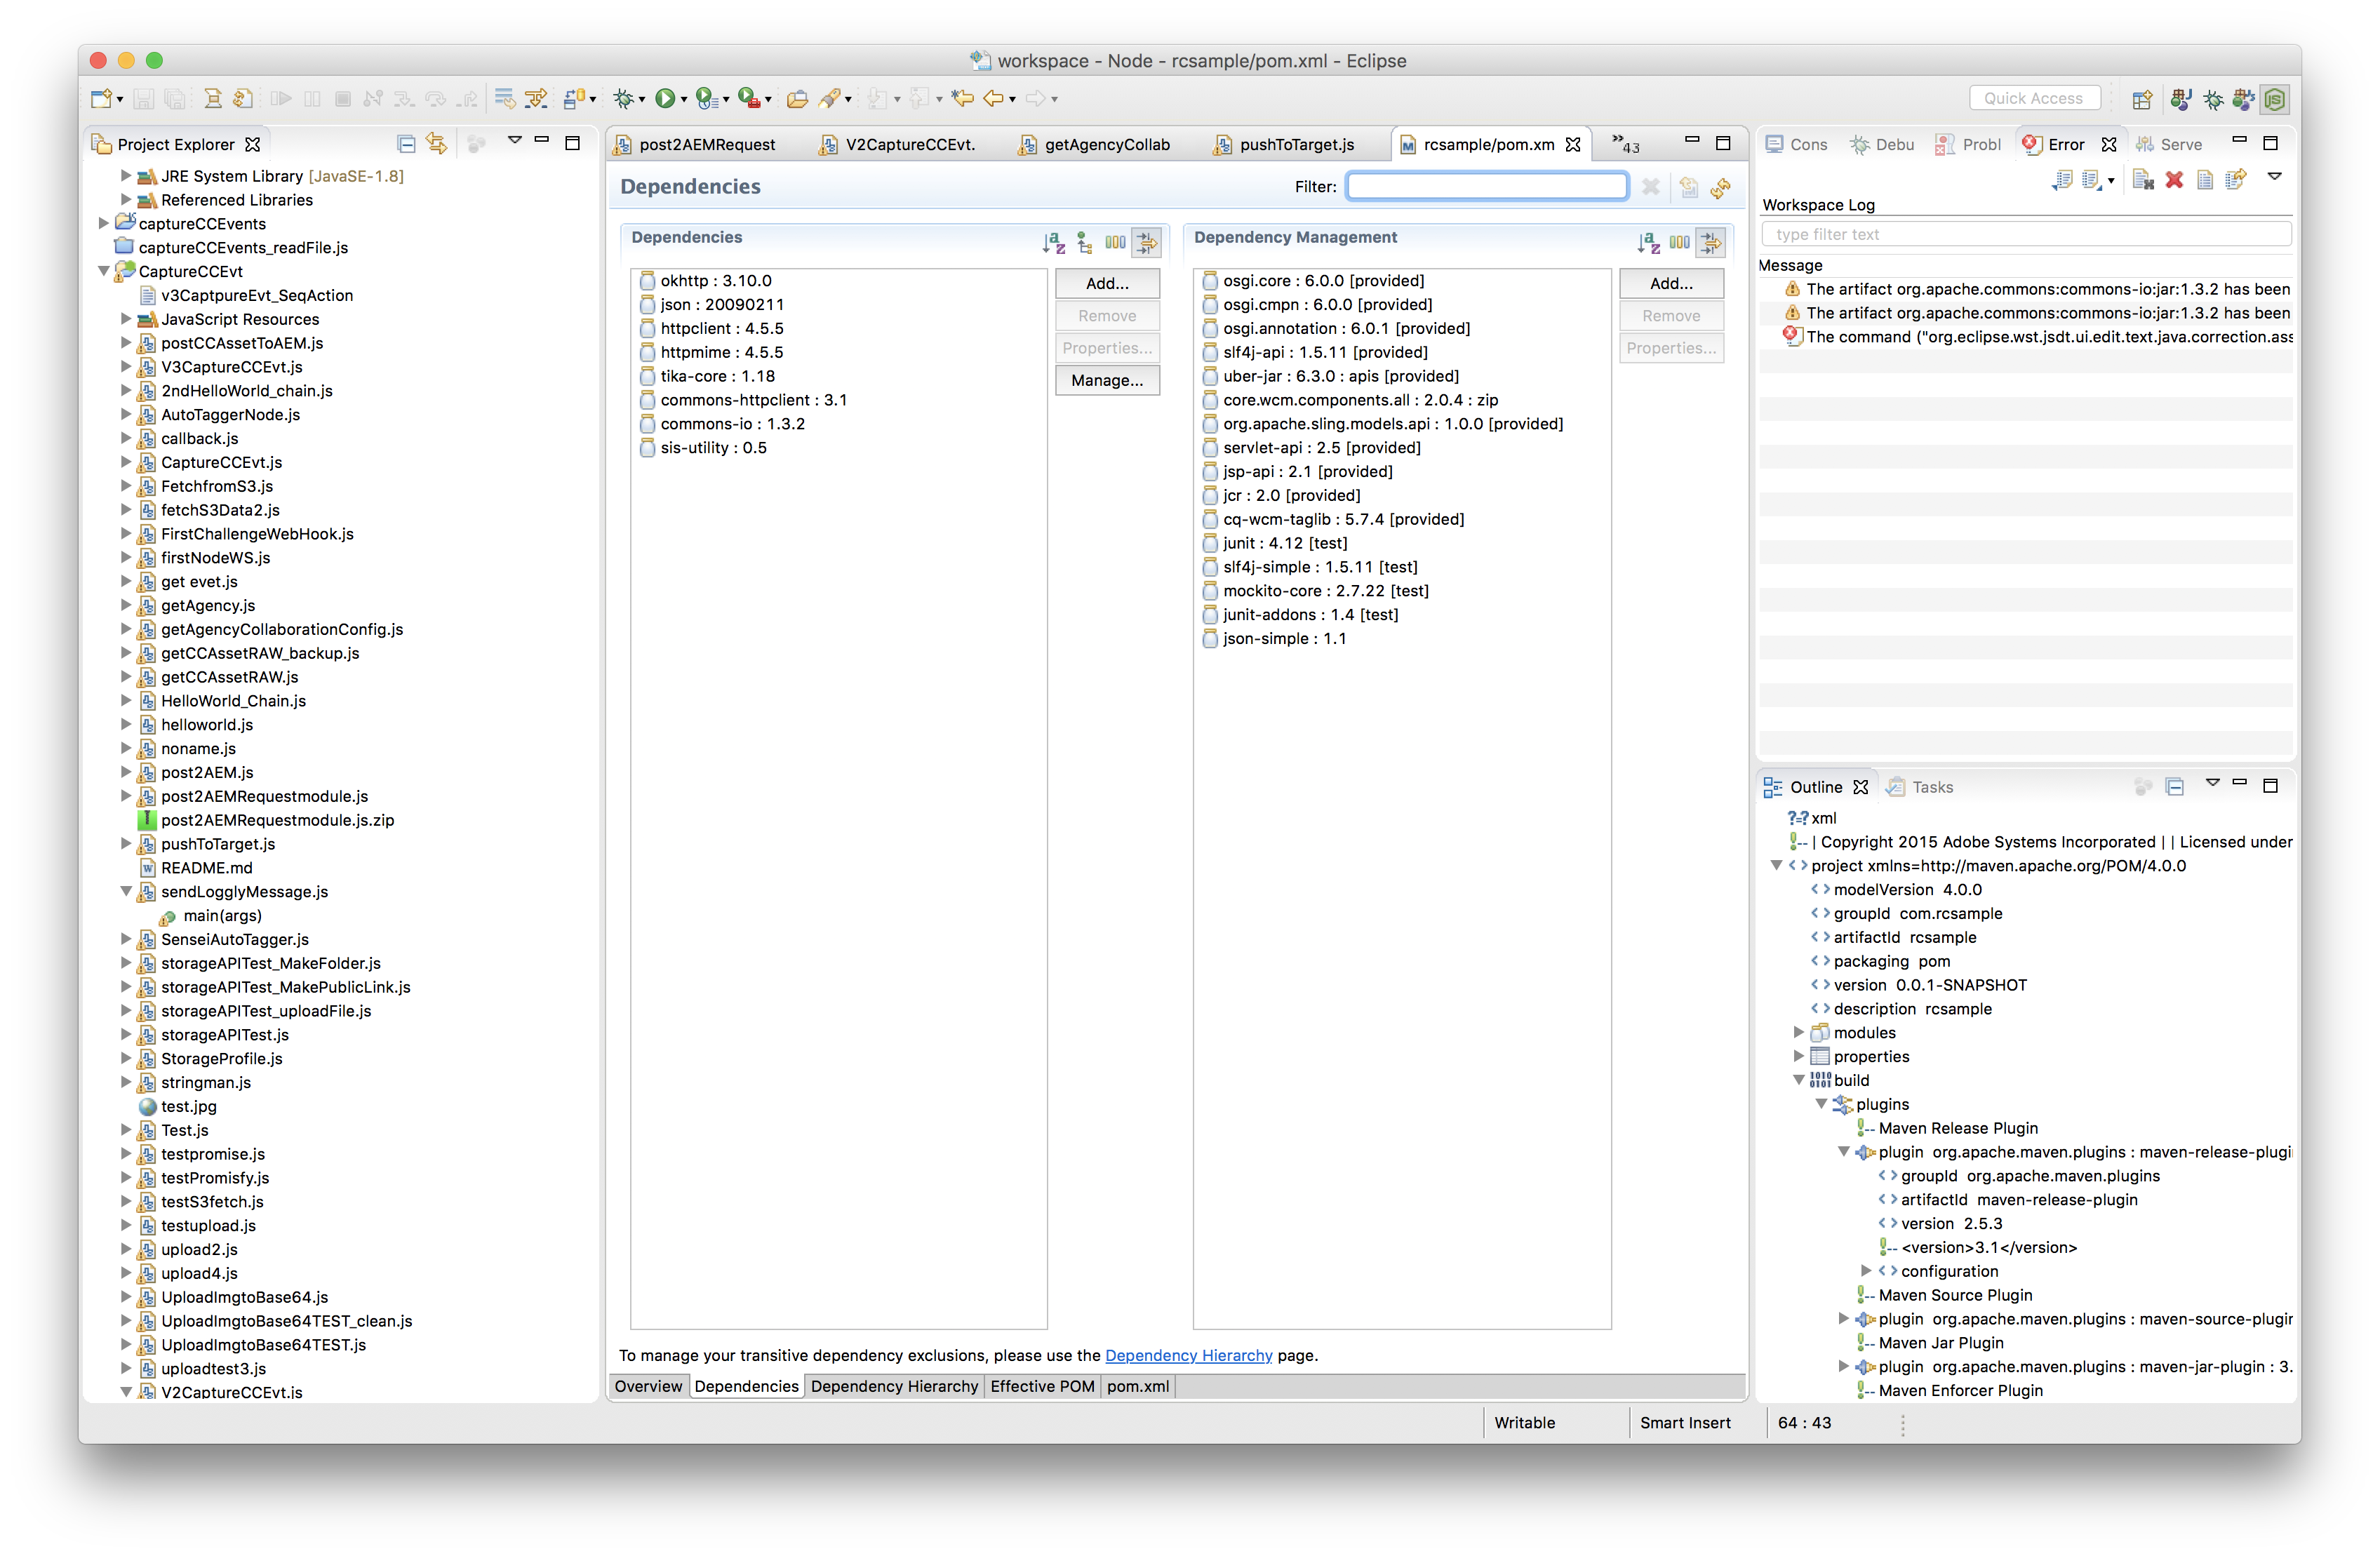 workspace - Node - rcsample/pom.xml - Eclipse
Quick Access
Project Explorer
JRE System Library [JavaSE-1.8]
Referenced Libraries
captureCCEvents
captureCCEvents_readFile.js
CaptureCCEvt
v3CaptpureEvt_SeqAction
JavaScript Resources
postCCAssetToAEM.js
V3CaptureCCEvt.js
2ndHelloWorld_chain.js
AutoTaggerNode.js
callback.js
CaptureCCEvt.js
FetchfromS3.js
fetchS3Data2.js
FirstChallengeWebHook.js
firstNodeWS.js
get evet.js
getAgency.js
getAgencyCollaborationConfig.js
getCCAssetRAW_backup.js
getCCAssetRAW.js
HelloWorld_Chain.js
helloworld.js
noname.js
post2AEM.js
post2AEMRequestmodule.js
post2AEMRequestmodule.js.zip
pushToTarget.js
README.md
sendLogglyMessage.js
main(args)
SenseiAutoTagger.js
storageAPITest_MakeFolder.js
storageAPITest_MakePublicLink.js
storageAPITest_uploadFile.js
storageAPITest.js
StorageProfile.js
stringman.js
test.jpg
Test.js
testpromise.js
testPromisfy.js
testS3fetch.js
testupload.js
upload2.js
upload4.js
UploadImgtoBase64.js
UploadImgtoBase64TEST_clean.js
UploadImgtoBase64TEST.js
uploadtest3.js
V2CaptureCCEvt.js
post2AEMRequest V2CaptureCCEvt. getAgencyCollab pushToTarget.js rcsample/pom.xm »43
Dependencies
Filter:
Dependencies
okhttp : 3.10.0
json : 20090211
httpclient : 4.5.5
httpmime : 4.5.5
tika-core : 1.18
commons-httpclient : 3.1
commons-io : 1.3.2
sis-utility : 0.5
Add...
Remove
Properties...
Manage...
Dependency Management
osgi.core : 6.0.0 [provided]
osgi.cmpn : 6.0.0 [provided]
osgi.annotation : 6.0.1 [provided]
slf4j-api : 1.5.11 [provided]
uber-jar : 6.3.0 : apis [provided]
core.wcm.components.all : 2.0.4 : zip
org.apache.sling.models.api : 1.0.0 [provided]
servlet-api : 2.5 [provided]
jsp-api : 2.1 [provided]
jcr : 2.0 [provided]
cq-wcm-taglib : 5.7.4 [provided]
junit : 4.12 [test]
slf4j-simple : 1.5.11 [test]
mockito-core : 2.7.22 [test]
junit-addons : 1.4 [test]
json-simple : 1.1
Add...
Remove
Properties...
To manage your transitive dependency exclusions, please use the Dependency Hierarchy page.
Overview Dependencies Dependency Hierarchy Effective POM pom.xml
Cons Debu Probl Error Serve
Workspace Log
type filter text
Message
The artifact org.apache.commons:commons-io:jar:1.3.2 has been
The artifact org.apache.commons:commons-io:jar:1.3.2 has been
The command ("org.eclipse.wst.jsdt.ui.edit.text.java.correction.ass
Outline Tasks
?=? xml
| Copyright 2015 Adobe Systems Incorporated | | Licensed under
project xmlns=http://maven.apache.org/POM/4.0.0
modelVersion 4.0.0
groupId com.rcsample
artifactId rcsample
packaging pom
version 0.0.1-SNAPSHOT
description rcsample
modules
properties
build
plugins
Maven Release Plugin
plugin org.apache.maven.plugins : maven-release-plugi
groupId org.apache.maven.plugins
artifactId maven-release-plugin
version 2.5.3
<version>3.1</version>
configuration
Maven Source Plugin
plugin org.apache.maven.plugins : maven-source-plugin
Maven Jar Plugin
plugin org.apache.maven.plugins : maven-jar-plugin : 3.
Maven Enforcer Plugin
Writable Smart Insert 64 : 43